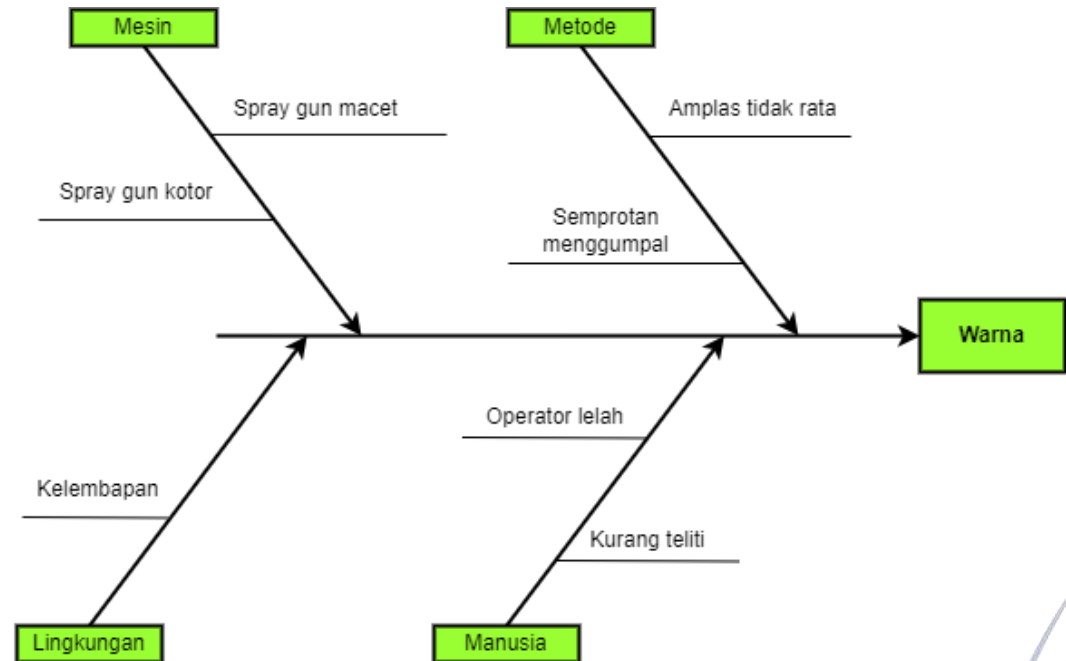 Mesin
Metode
Spray gun macet
Amplas tidak rata
Spray gun kotor
Semprotan
menggumpal
Warna
Operator lelah
Kelembapan
Kurang teliti
Lingkungan
Manusia